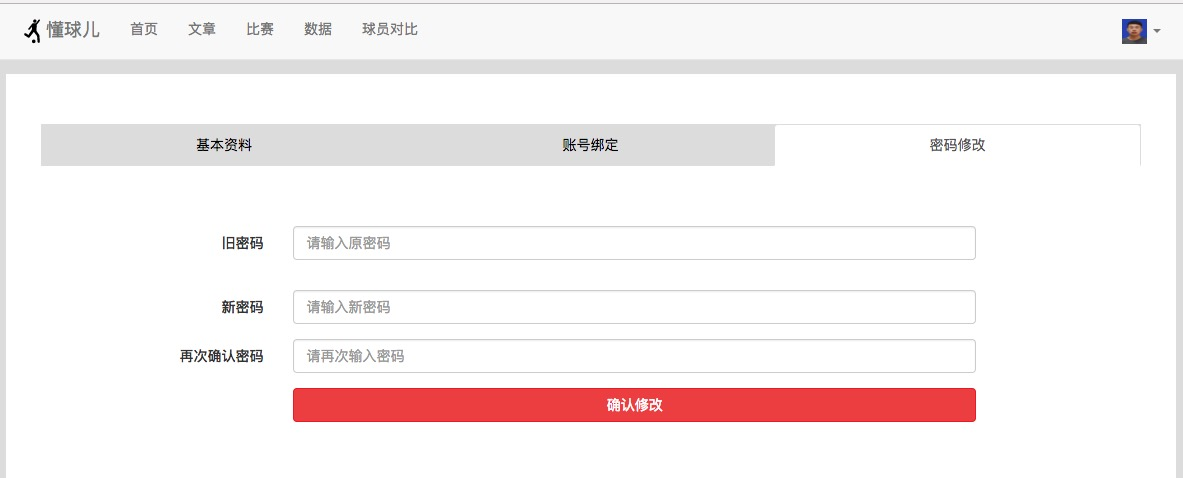 懂球儿 首页 文章 比赛 数据 球员对比
基本资料 账号绑定 密码修改
旧密码 请输入原密码
新密码 请输入新密码
再次确认密码 请再次输入密码
确认修改